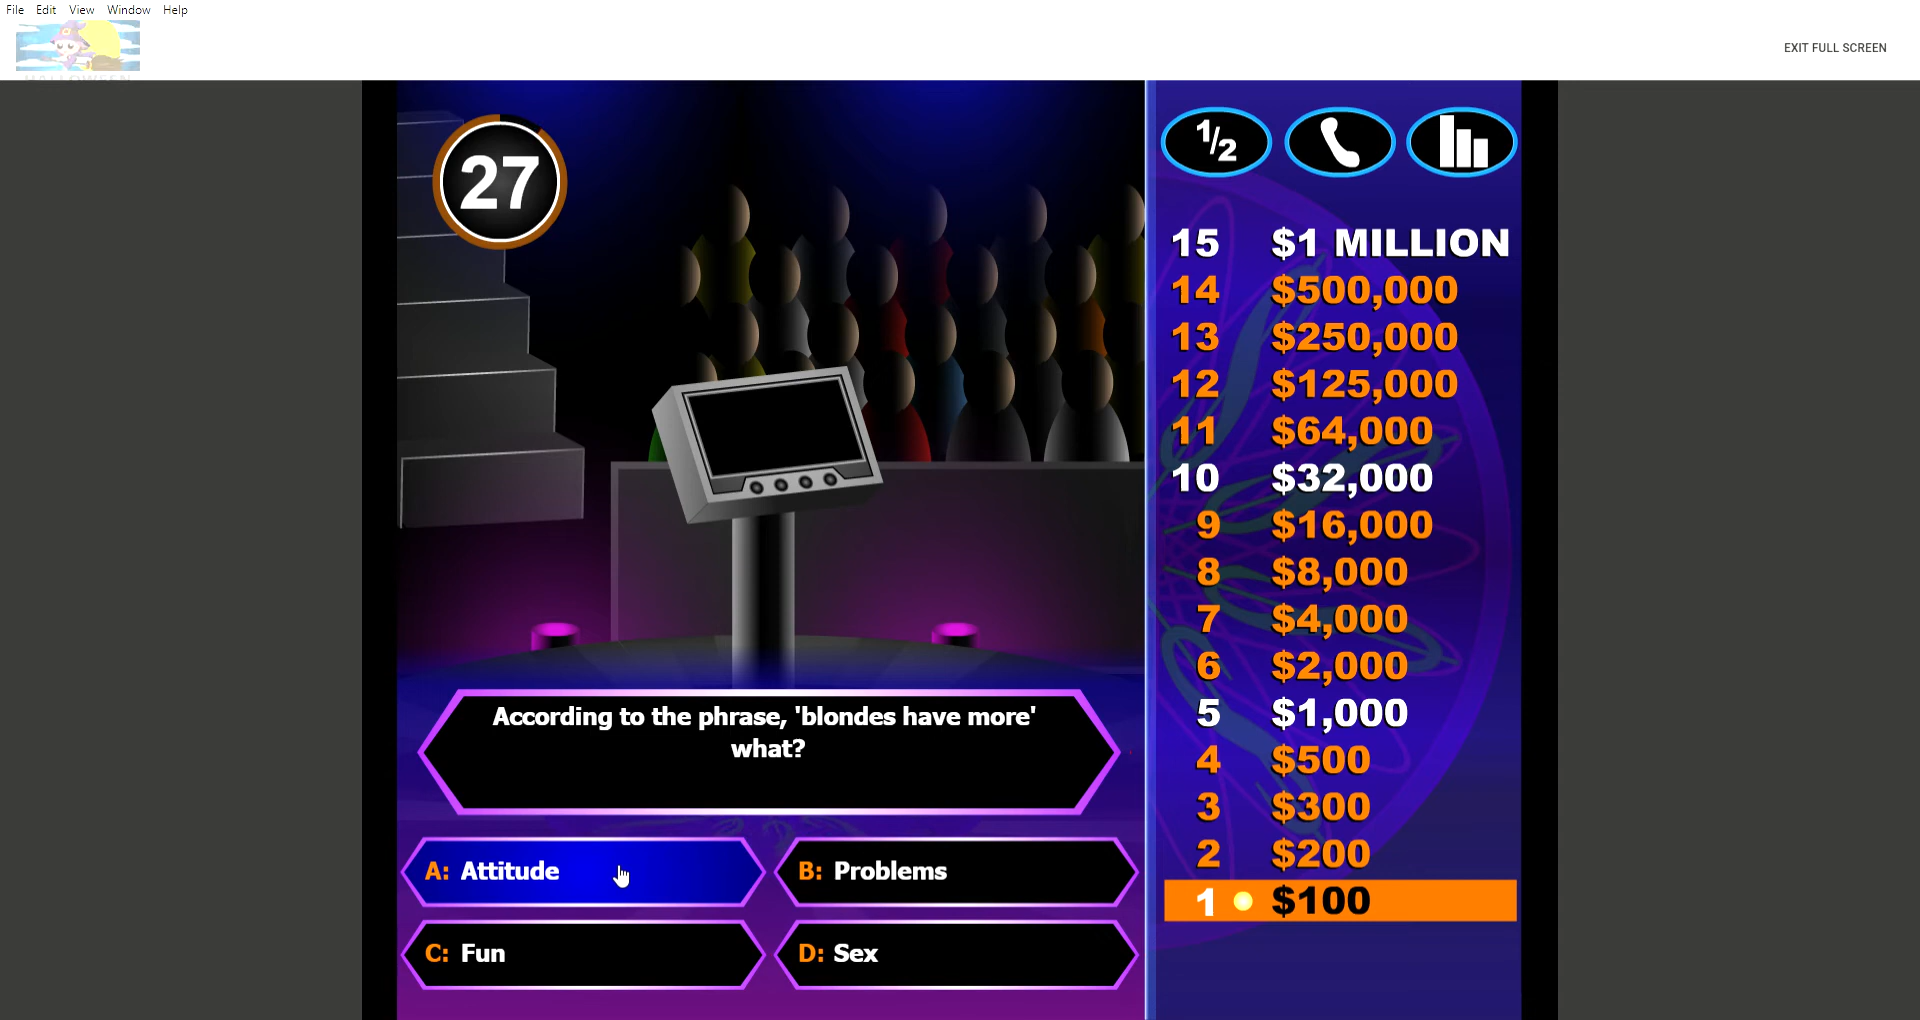 File Edit View Window Help
HALLOWEEN
EXIT FULL SCREEN
27
1/2
15 $1 MILLION
14 $500,000
13 $250,000
12 $125,000
11 $64,000
10 $32,000
9 $16,000
8 $8,000
7 $4,000
6 $2,000
5 $1,000
4 $500
3 $300
2 $200
1 $100
According to the phrase, 'blondes have more'
what?
A: Attitude
B: Problems
C: Fun
D: Sex